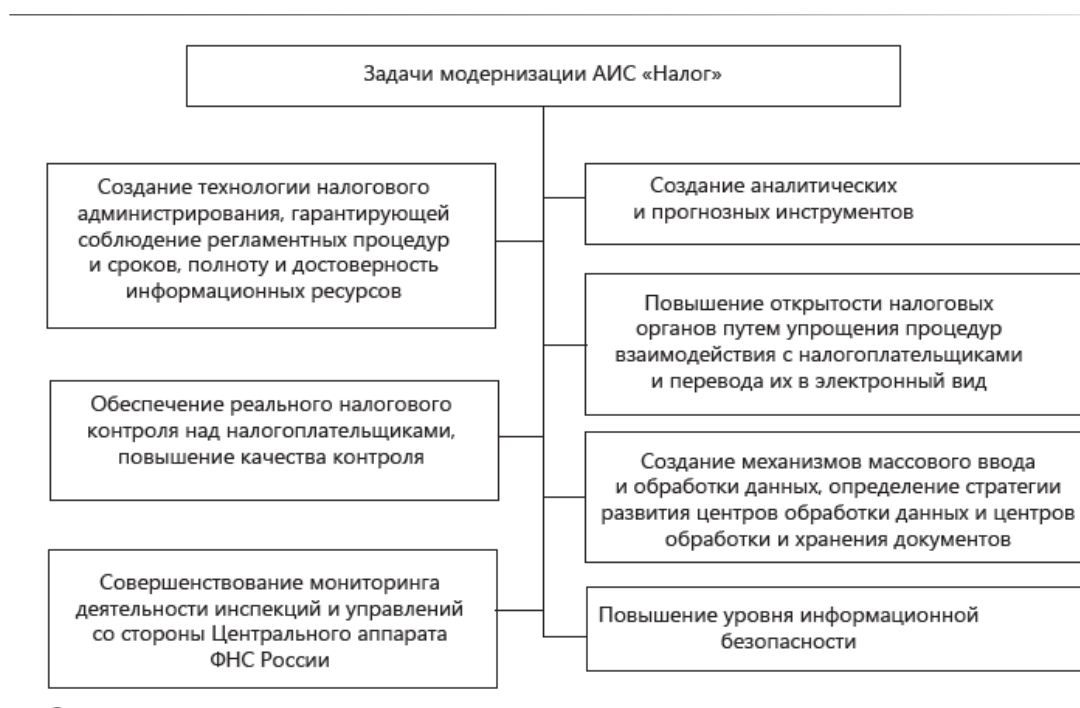 Задачи модернизации АИС «Налог»
Создание технологии налогового
администрирования, гарантирующей
соблюдение регламентных процедур
и сроков, полноту и достоверность
информационных ресурсов
Обеспечение реального налогового
контроля над налогоплательщиками,
повышение качества контроля
Совершенствование мониторинга
деятельности инспекций и управлений
со стороны Центрального аппарата
ФНС России
Создание аналитических
и прогнозных инструментов
Повышение открытости налоговых
органов путем упрощения процедур
взаимодействия с налогоплательщиками
и перевода их в электронный вид
Создание механизмов массового ввода
и обработки данных, определение стратегии
развития центров обработки данных и центров
обработки и хранения документов
Повышение уровня информационной
безопасности